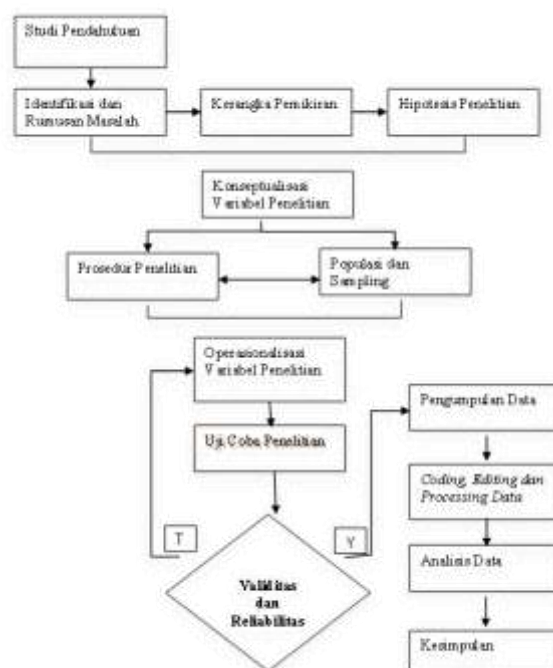 Studi Pendahuluan
Identifikasi dan
Rumusan Masalah
Kerangka Pemikiran
Hipotesis Penelitian
Konseptualisasi
Variabel Penelitian
Prosedur Penelitian
Populasi dan
Sampling
Operasionalisasi
Variabel Penelitian
Uji Coba Penelitian
T
Y
Validitas
dan
Reliabilitas
Pengumpulan Data
Coding, Editing dan
Processing Data
Analisis Data
Kesimpulan